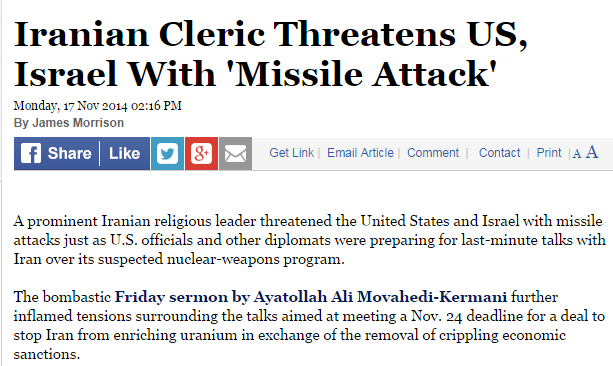 Iranian Cleric Threatens US,
Israel With 'Missile Attack'
Monday, 17 Nov 2014 02:16 PM
By James Morrison
f Share | Like 8+ Get Link | Email Article | Comment | Contact | Print | A A
A prominent Iranian religious leader threatened the United States and Israel with missile
attacks just as U.S. officials and other diplomats were preparing for last-minute talks with
Iran over its suspected nuclear-weapons program.
The bombastic Friday sermon by Ayatollah Ali Movahedi-Kermani further
inflamed tensions surrounding the talks aimed at meeting a Nov. 24 deadline for a deal to
stop Iran from enriching uranium in exchange of the removal of crippling economic
sanctions.